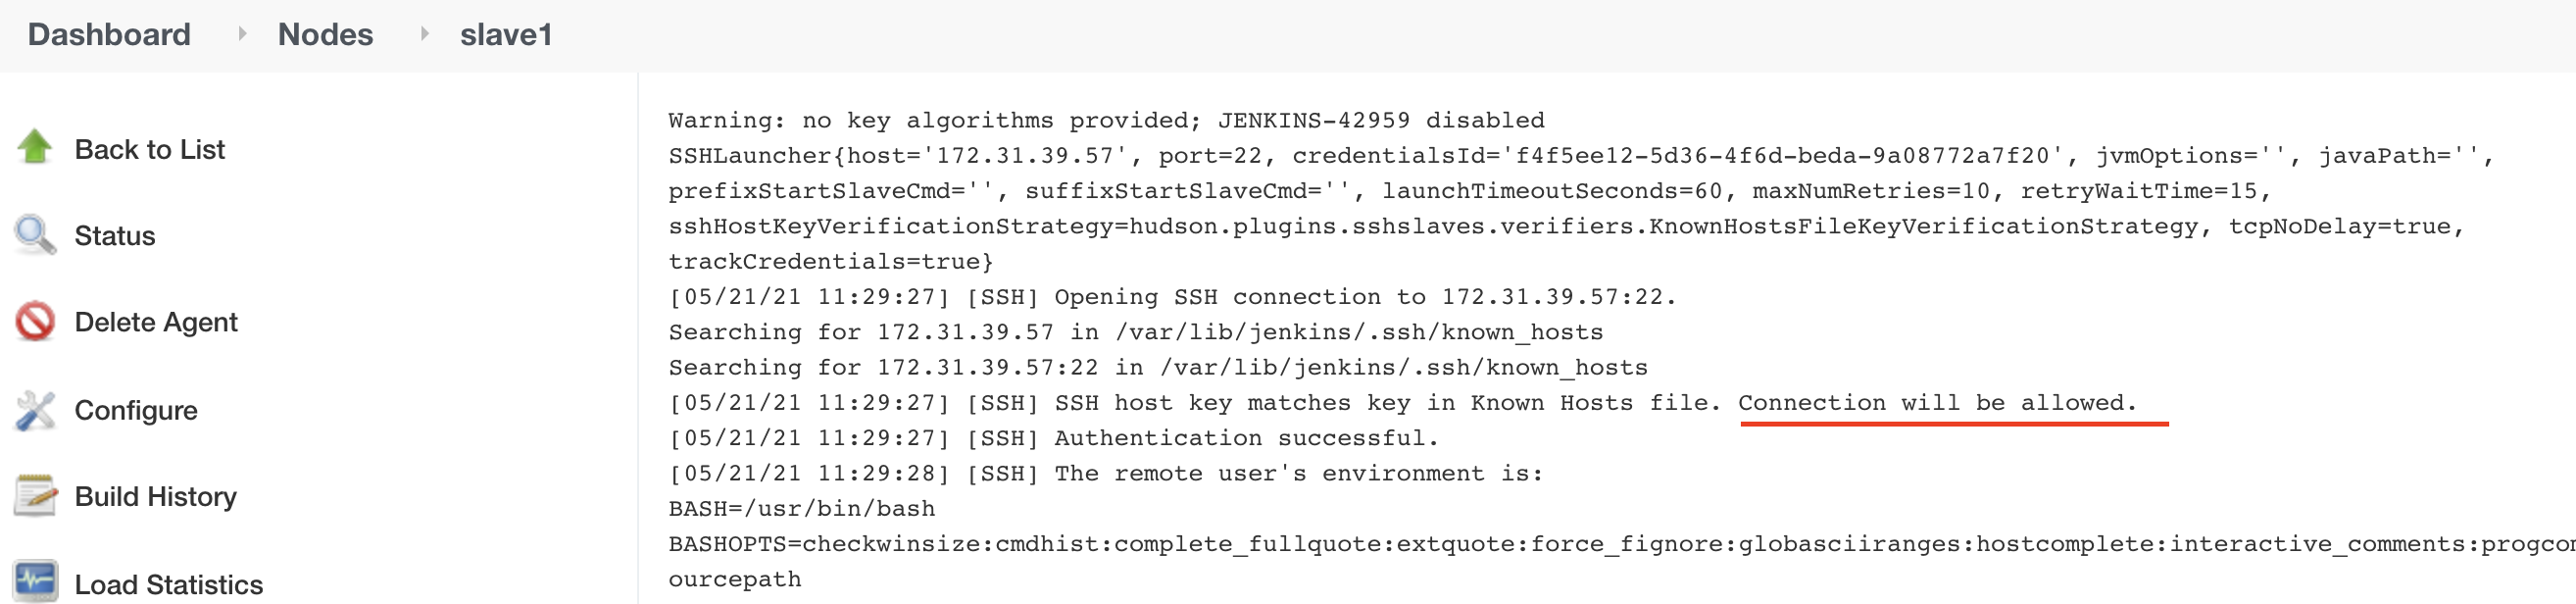 Dashboard Nodes slave1
Back to List
Status
Delete Agent
Configure
Build History
Load Statistics
Warning: no key algorithms provided; JENKINS-42959 disabled
SSHLauncher{host='172.31.39.57', port=22, credentialsId='f4f5ee12-5d36-4f6d-beda-9a08772a7f20', jvmOptions='', javaPath='',
prefixStartSlaveCmd='', suffixStartSlaveCmd='', launchTimeoutSeconds=60, maxNumRetries=10, retryWaitTime=15,
sshHostKeyVerificationStrategy=hudson.plugins.sshslaves.verifiers.KnownHostsFileKeyVerificationStrategy, tcpNoDelay=true,
trackCredentials=true}
[05/21/21 11:29:27] [SSH] Opening SSH connection to 172.31.39.57:22.
Searching for 172.31.39.57 in /var/lib/jenkins/.ssh/known_hosts
Searching for 172.31.39.57:22 in /var/lib/jenkins/.ssh/known_hosts
[05/21/21 11:29:27] [SSH] SSH host key matches key in Known Hosts file. Connection will be allowed.
[05/21/21 11:29:27] [SSH] Authentication successful.
[05/21/21 11:29:28] [SSH] The remote user's environment is:
BASH=/usr/bin/bash
BASHOPTS=checkwinsize:cmdhist:complete_fullquote:extquote:force_fignore:globasciiranges:hostcomplete:interactive_comments:progcom
ourcepath